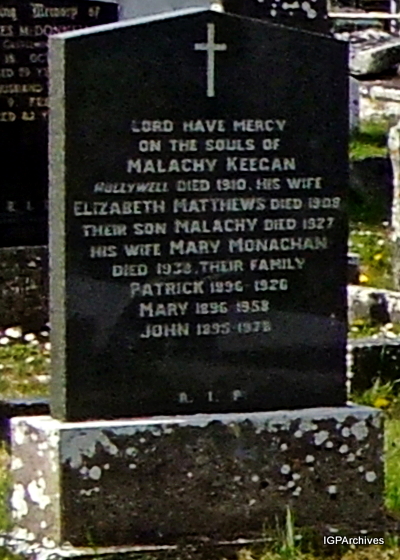 LORD HAVE MERCY
ON THE SOULS OF
MALACHY KEEGAN
HOLLYWELL DIED 1910, HIS WIFE
ELIZABETH MATTHEWS DIED 1908
THEIR SON MALACHY DIED 1927
HIS WIFE MARY MONAGHAN
DIED 1938, THEIR FAMILY
PATRICK 1896-1926
MARY 1896-1958
JOHN 1895-1978
R. I. P
IGPArchives